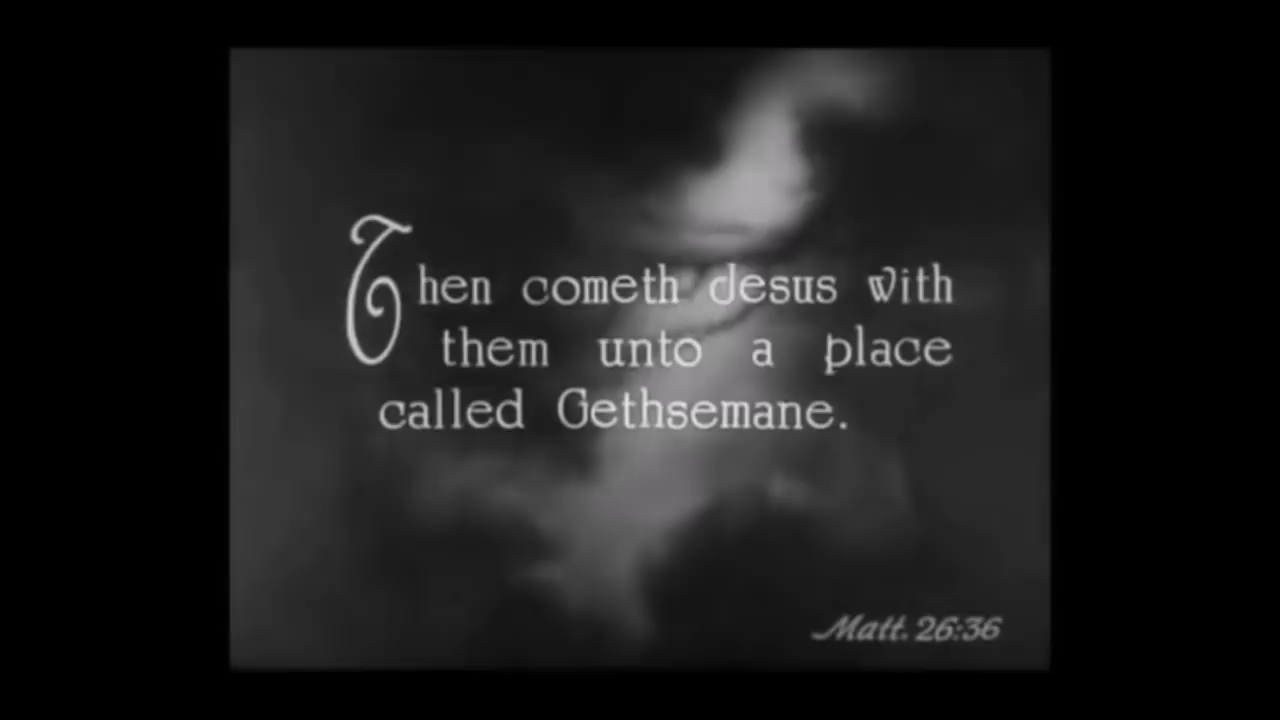 Then cometh Jesus with
them unto a place
called Gethsemane.
Matt. 26:36